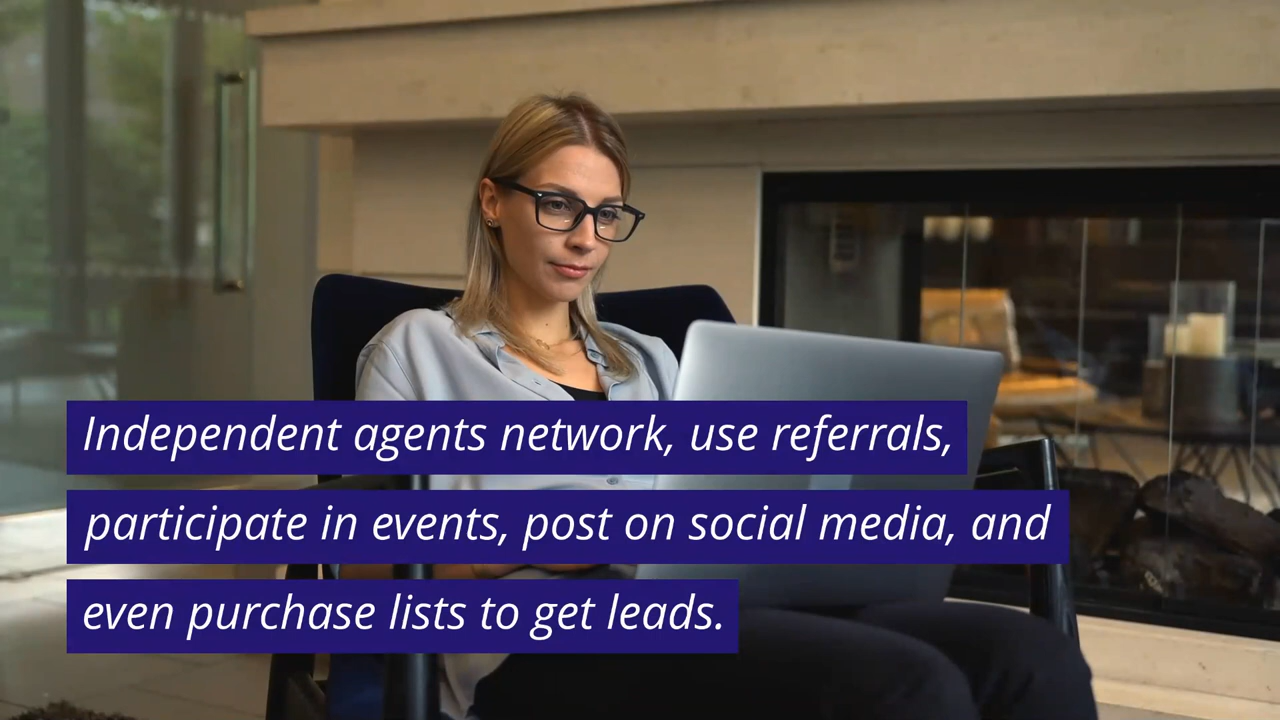 Independent agents network, use referrals,
participate in events, post on social media, and
even purchase lists to get leads.